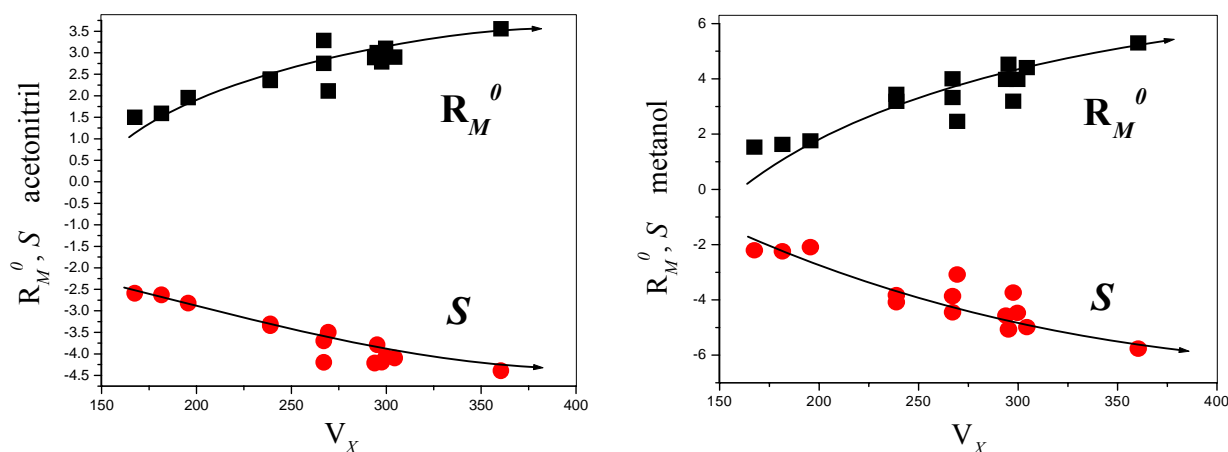 3.5
3.0
2.5
2.0
1.5
1.0
0.5
0.0
-0.5
-1.0
-1.5
-2.0
-2.5
-3.0
-3.5
-4.0
-4.5
150 200 250 300 350 400
V_X
R_M^0, S acetonitril
R_M^0
S
6
4
2
0
-2
-4
-6
150 200 250 300 350 400
V_X
R_M^0, S metanol
R_M^0
S